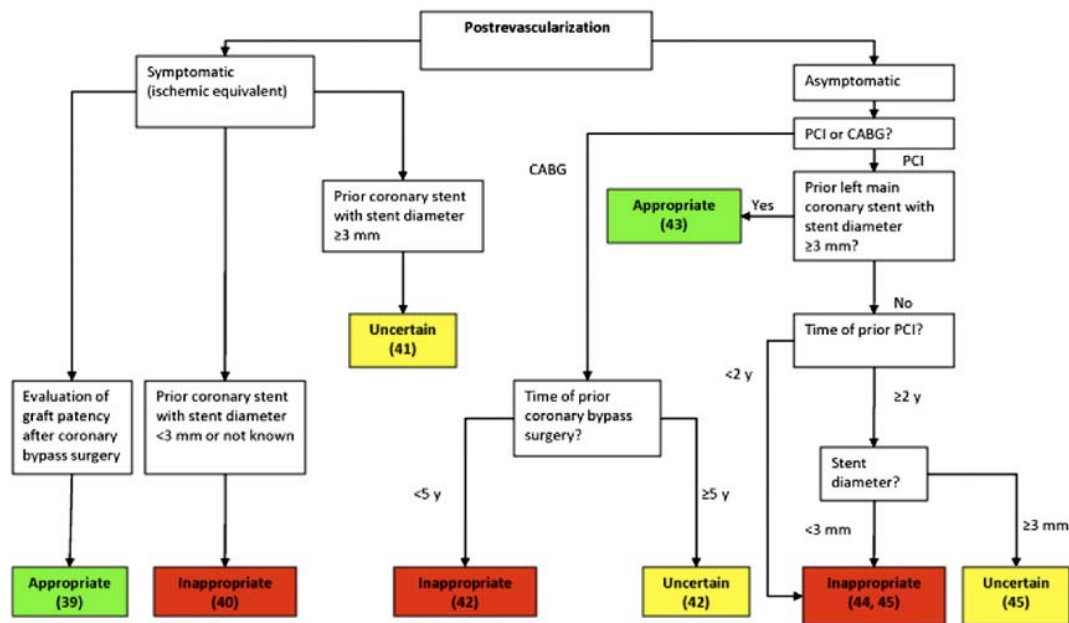 Postrevascularization
Symptomatic
(ischemic equivalent)
Asymptomatic
PCI or CABG?
CABG
PCI
Prior coronary stent
with stent diameter
≥3 mm
Appropriate
(43)
Yes
Prior left main
coronary stent with
stent diameter
≥3 mm?
No
Uncertain
(41)
Time of prior PCI?
<2 y
≥2 y
Evaluation of
graft patency
after coronary
bypass surgery
Prior coronary stent
with stent diameter
<3 mm or not known
Time of prior
coronary bypass
surgery?
Stent
diameter?
<5 y
≥5 y
<3 mm
≥3 mm
Appropriate
(39)
Inappropriate
(40)
Inappropriate
(42)
Uncertain
(42)
Inappropriate
(44, 45)
Uncertain
(45)